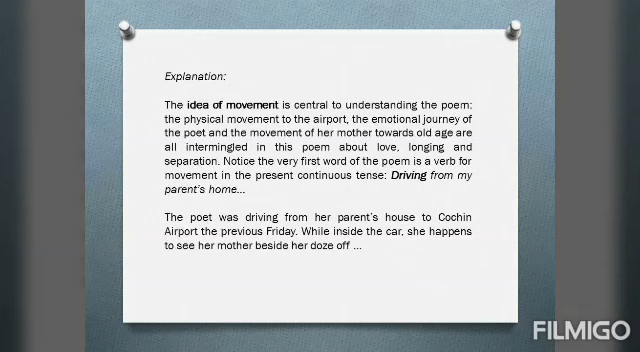 Explanation:
The idea of movement is central to understanding the poem:
the physical movement to the airport, the emotional journey of
the poet and the movement of her mother towards old age are
all intermingled in this poem about love, longing and
separation. Notice the very first word of the poem is a verb for
movement in the present continuous tense: Driving from my
parent's home...
The poet was driving from her parent's house to Cochin
Airport the previous Friday. While inside the car, she happens
to see her mother beside her doze off ...
FILMIGO